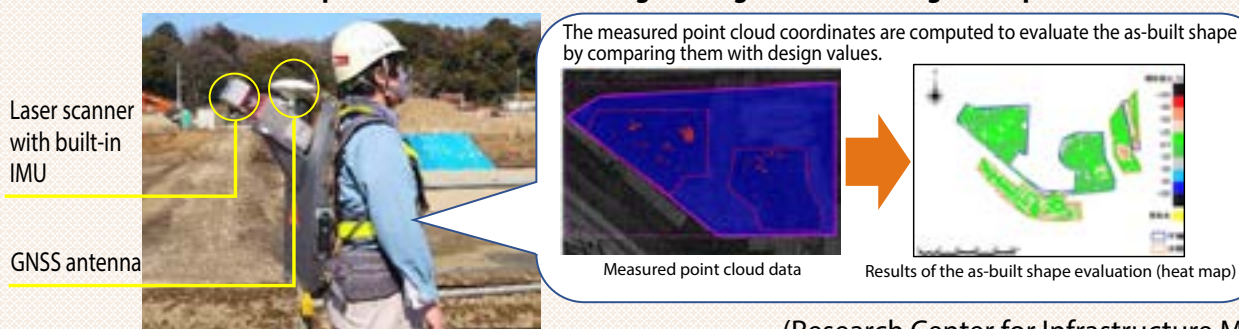 The measured point cloud coordinates are computed to evaluate the as-built shape
by comparing them with design values.
Laser scanner
with built-in
IMU
GNSS antenna
Measured point cloud data
Results of the as-built shape evaluation (heat map)
(Research Center for Infrastructure M